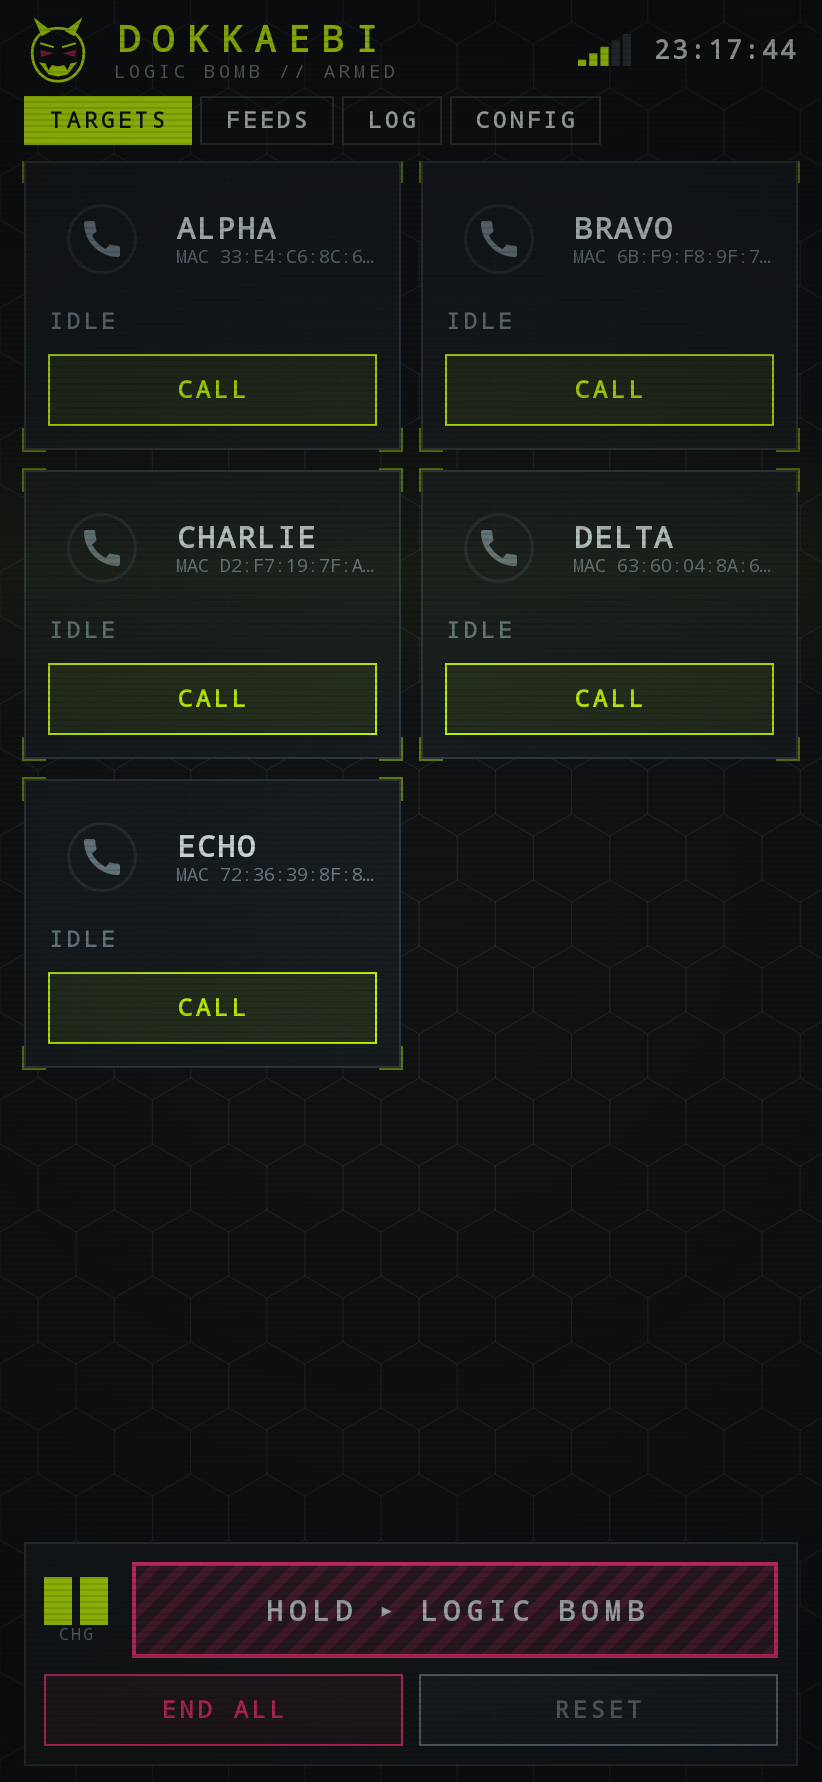 DOKKAEBI
LOGIC BOMB // ARMED
23:17:44
TARGETS
FEEDS
LOG
CONFIG
ALPHA
MAC 33:E4:C6:8C:6…
IDLE
CALL
BRAVO
MAC 6B:F9:F8:9F:7…
IDLE
CALL
CHARLIE
MAC D2:F7:19:7F:A…
IDLE
CALL
DELTA
MAC 63:60:04:8A:6…
IDLE
CALL
ECHO
MAC 72:36:39:8F:8…
IDLE
CALL
CHG
HOLD ▸ LOGIC BOMB
END ALL
RESET